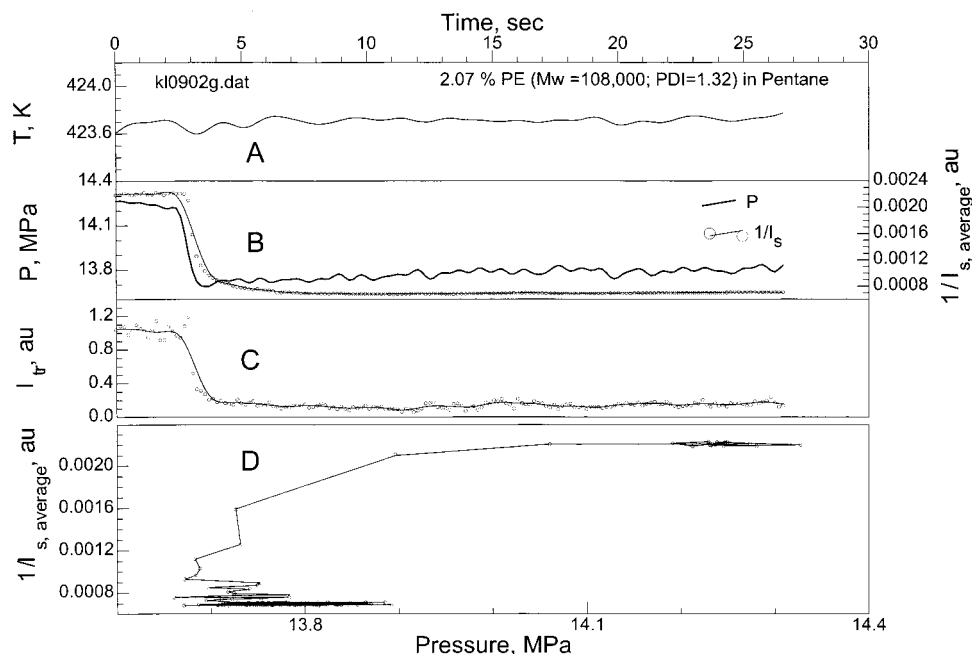 Time, sec
0 5 10 15 20 25 30
kl0902g.dat
2.07 % PE (Mw =108,000; PDI=1.32) in Pentane
T, K
424.0
423.6
A
14.4
14.1
13.8
P, MPa
B
P
1/I s
0.0024
0.0020
0.0016
0.0012
0.0008
1/ I s, average, au
I tr, au
1.2
0.8
0.4
0.0
C
1/I s, average, au
0.0020
0.0016
0.0012
0.0008
D
13.8 14.1 14.4
Pressure, MPa